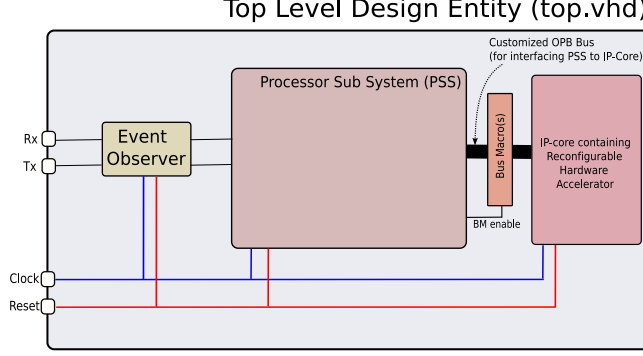 Top Level Design Entity (top.vhd)
Customized OPB Bus
(for interfacing PSS to IP-Core)
Processor Sub System (PSS)
Event
Observer
Rx
Tx
Bus Macro(s)
IP-core containing
Reconfigurable
Hardware
Accelerator
BM enable
Clock
Reset